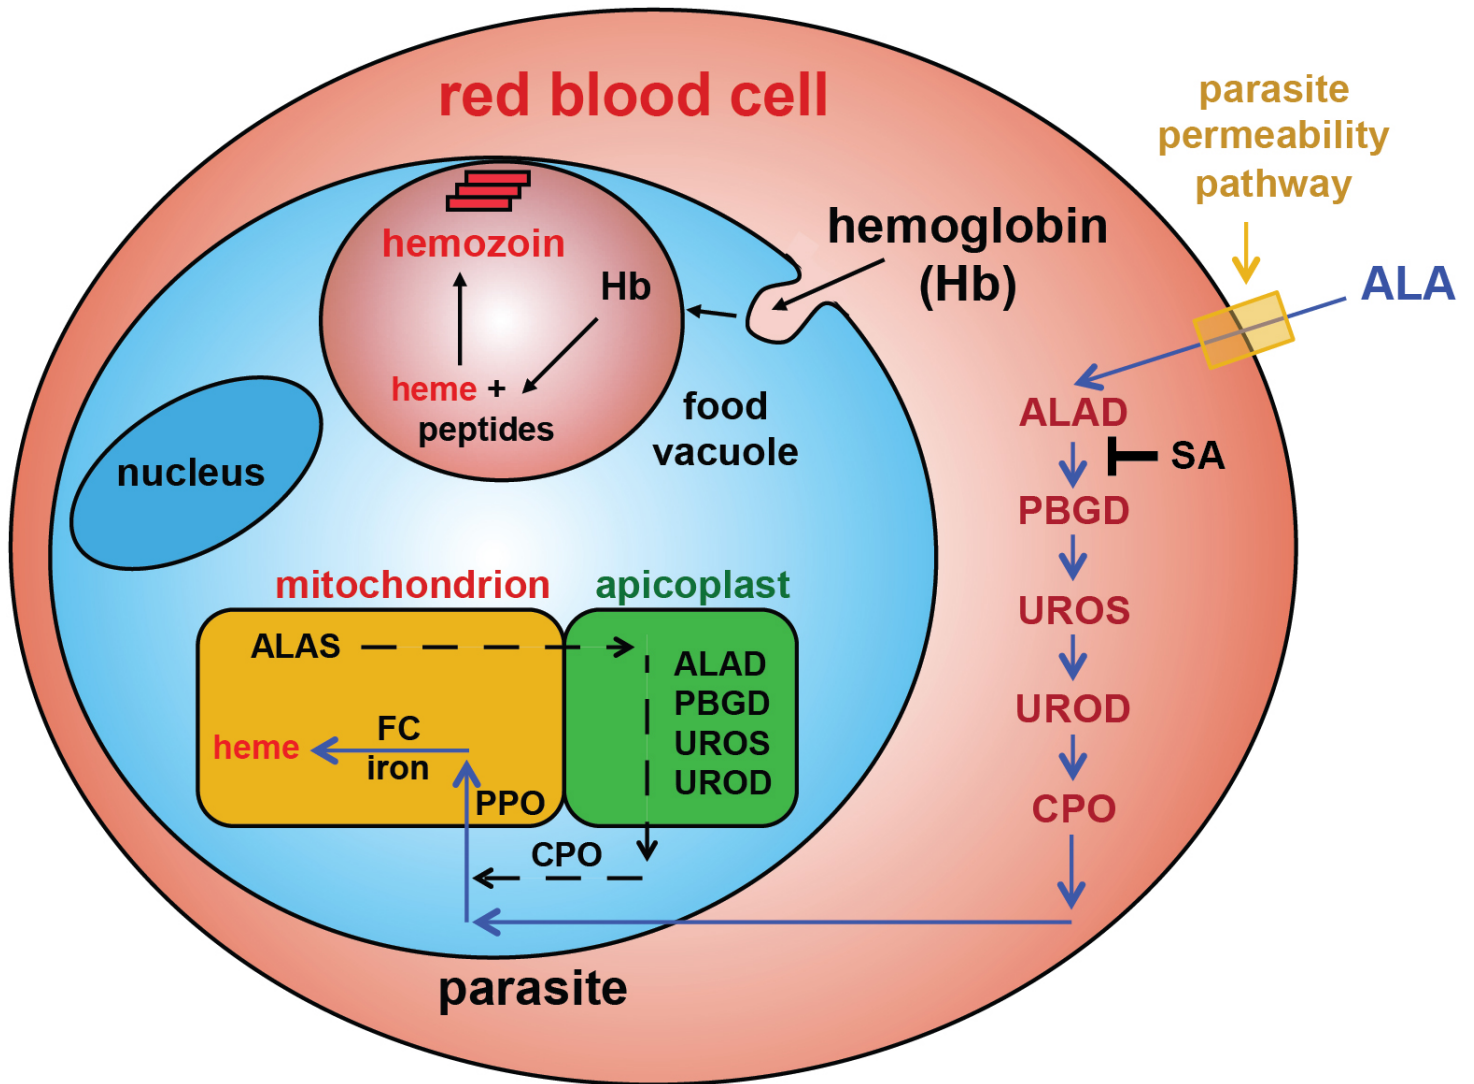 red blood cell
parasite
permeability
pathway
hemoglobin
(Hb)
ALA
hemozoin
Hb
heme +
peptides
food
vacuole
nucleus
ALAD
SA
PBGD
UROS
UROD
CPO
mitochondrion
apicoplast
ALAS
ALAD
PBGD
UROS
UROD
FC
heme
iron
PPO
CPO
parasite